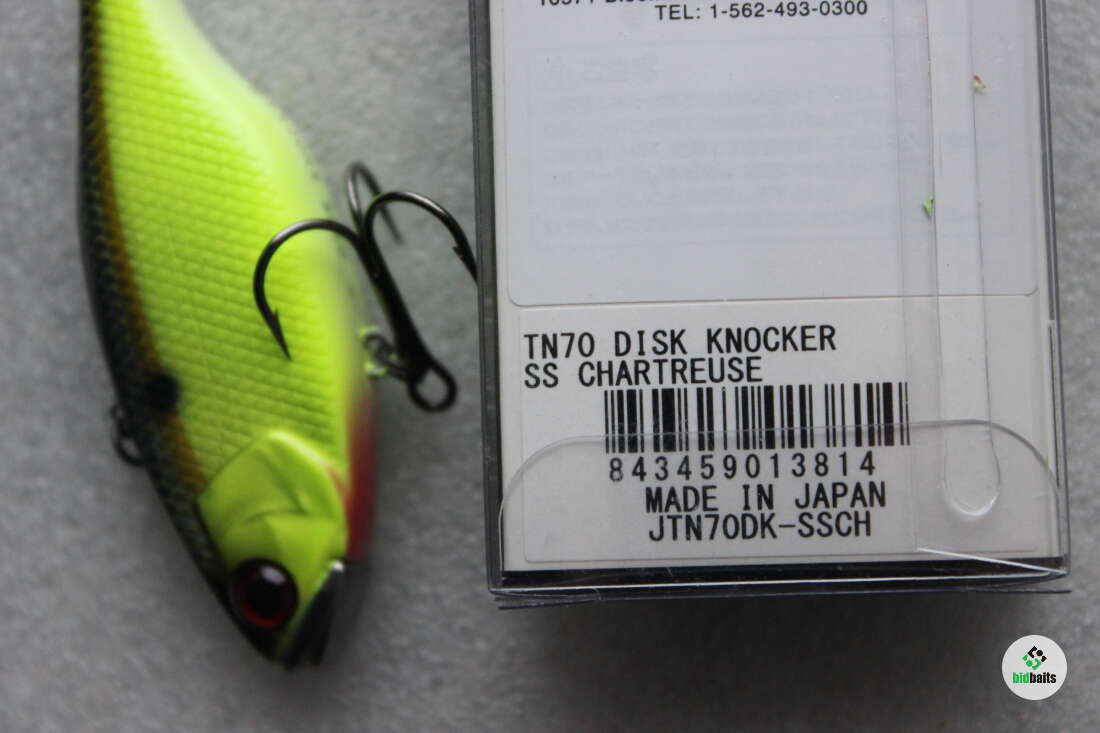 TEL: 1-562-493-0300
TN70 DISK KNOCKER
SS CHARTREUSE
843459013814
MADE IN JAPAN
JTN70DK-SSCH
bidbaits